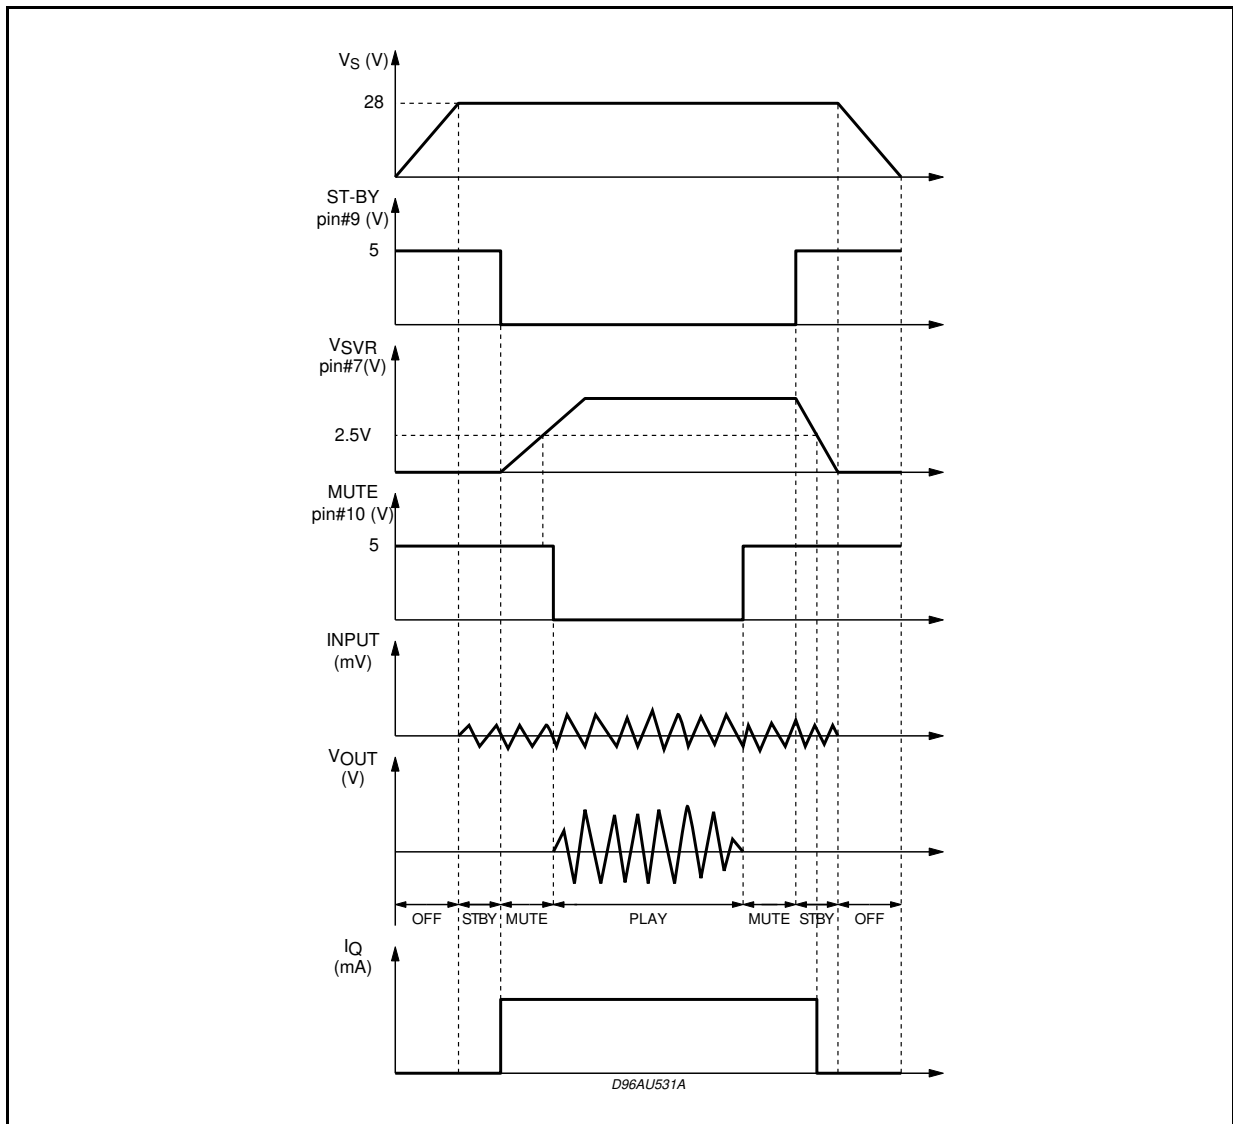 VS (V)
28
ST-BY
pin#9 (V)
5
VSVR
pin#7(V)
2.5V
MUTE
pin#10 (V)
5
INPUT
(mV)
VOUT
(V)
OFF STBY MUTE PLAY MUTE STBY OFF
IQ
(mA)
D96AU531A